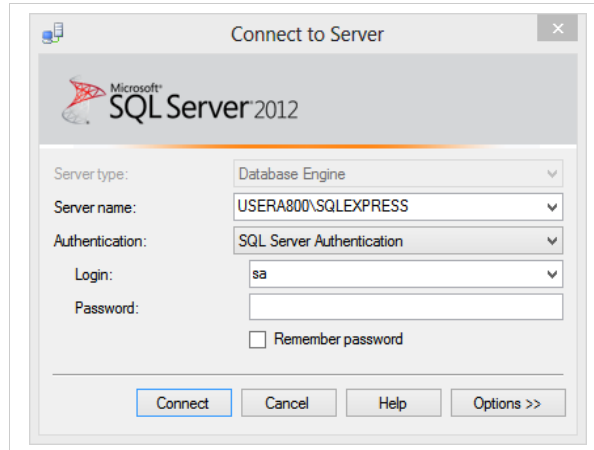 Connect to Server
Microsoft®
SQL Server® 2012
Server type: Database Engine
Server name: USERA800\SQLEXPRESS
Authentication: SQL Server Authentication
Login: sa
Password:
Remember password
Connect Cancel Help Options >>